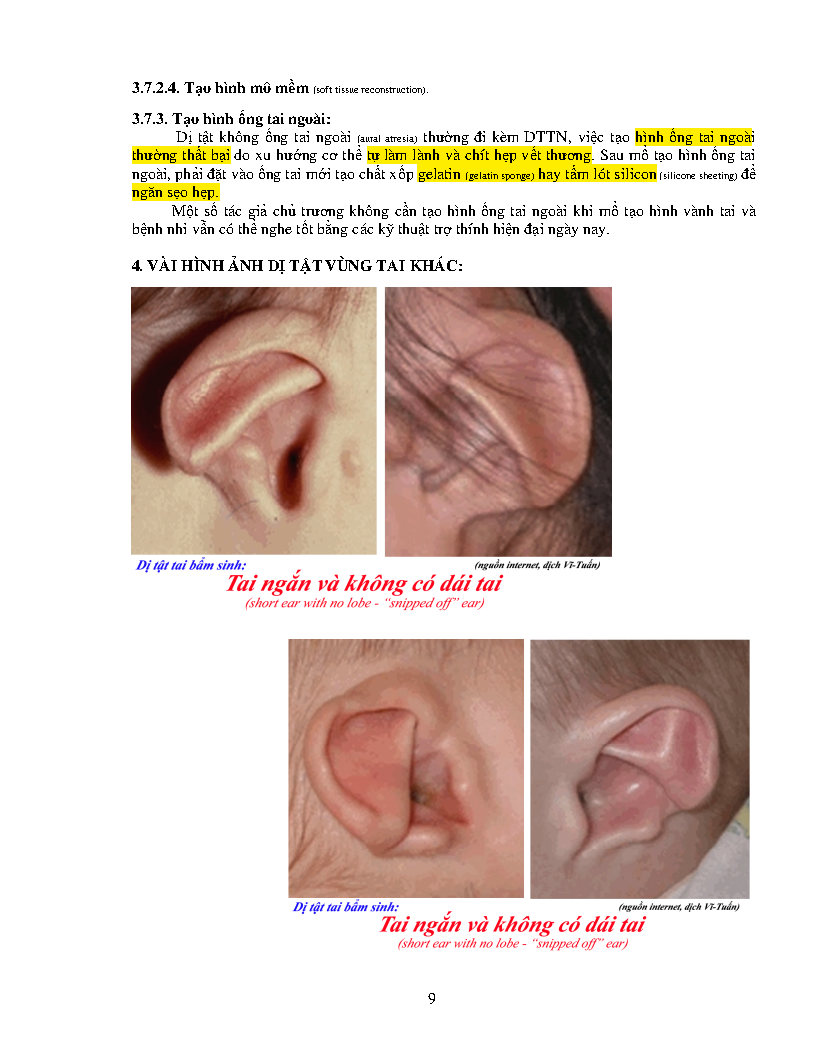 3.7.2.4. Tạo hình mô mềm (soft tissue reconstruction).
3.7.3. Tạo hình ống tai ngoài:
Dị tật không ống tai ngoài (aural atresia) thường đi kèm DTTN, việc tạo hình ống tai ngoài
thường thất bại do xu hướng cơ thể tự làm lành và chít hẹp vết thương. Sau mổ tạo hình ống tai
ngoài, phải đặt vào ống tai mới tạo chất xốp gelatin (gelatin sponge) hay tấm lót silicon (silicone sheeting) để
ngăn sẹo hẹp.
Một số tác giả chủ trương không cần tạo hình ống tai ngoài khi mổ tạo hình vành tai và
bệnh nhi vẫn có thể nghe tốt bằng các kỹ thuật trợ thính hiện đại ngày nay.
4. VÀI HÌNH ẢNH DỊ TẬT VÙNG TAI KHÁC:
Dị tật tai bẩm sinh: (nguồn internet, dịch Vĩ-Tuấn)
Tai ngắn và không có dái tai
(short ear with no lobe - “snipped off” ear)
Dị tật tai bẩm sinh: (nguồn internet, dịch Vĩ-Tuấn)
Tai ngắn và không có dái tai
(short ear with no lobe - “snipped off” ear)
9